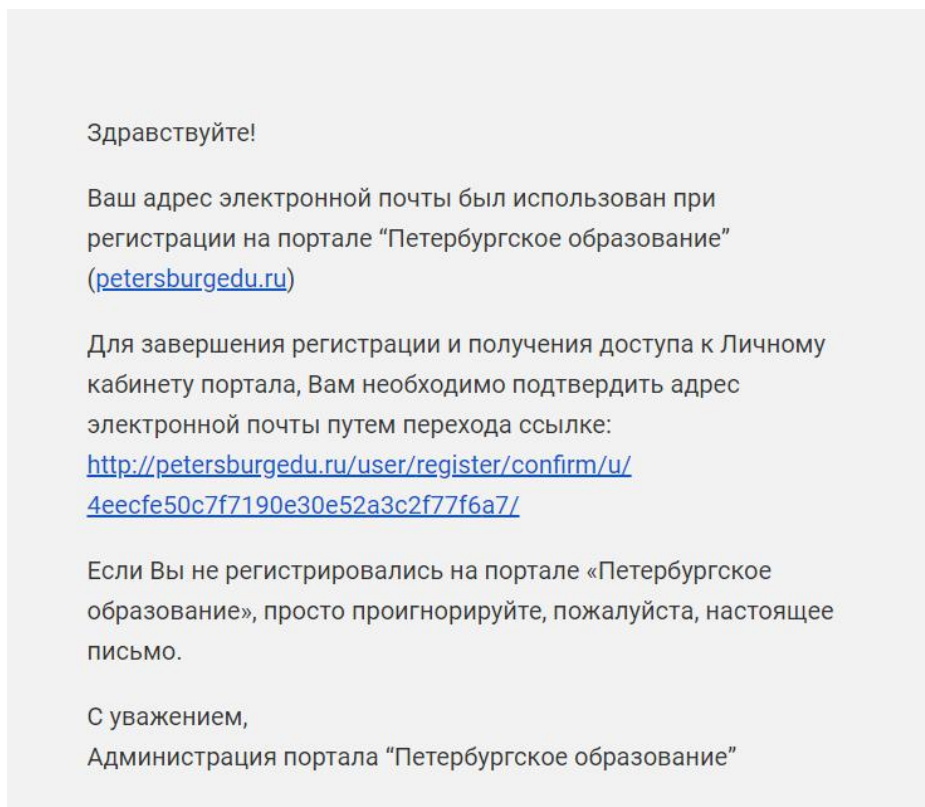 Здравствуйте!
Ваш адрес электронной почты был использован при
регистрации на портале “Петербургское образование”
(petersburgedu.ru)
Для завершения регистрации и получения доступа к Личному
кабинету портала, Вам необходимо подтвердить адрес
электронной почты путем перехода ссылке:
http://petersburgedu.ru/user/register/confirm/u/
4eecfe50c7f7190e30e52a3c2f77f6a7/
Если Вы не регистрировались на портале «Петербургское
образование», просто проигнорируйте, пожалуйста, настоящее
письмо.
С уважением,
Администрация портала “Петербургское образование”